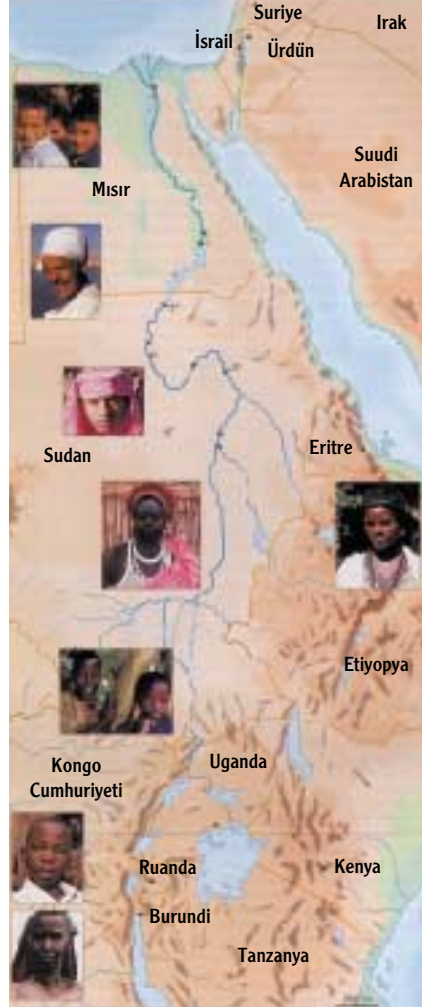 Suriye
Irak
İsrail
Ürdün
Suudi
Arabistan
Mısır
Sudan
Eritre
Etiyopya
Uganda
Kongo
Cumhuriyeti
Ruanda
Kenya
Burundi
Tanzanya